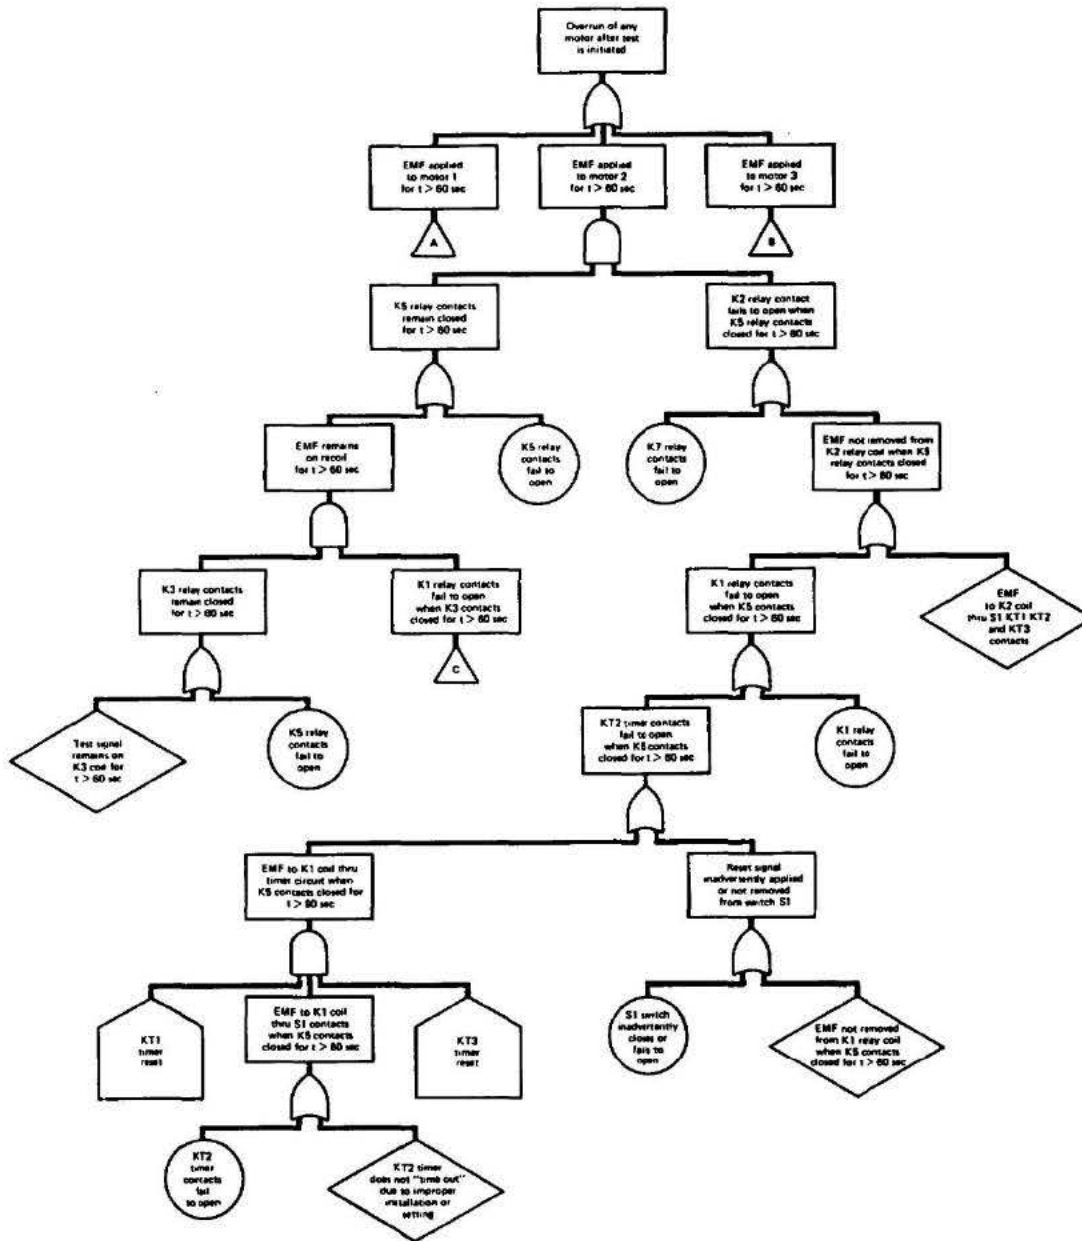 Overrun of any
motor after test
is initiated
EMF applied
to motor 1
for t > 60 sec
EMF applied
to motor 2
for t > 60 sec
EMF applied
to motor 3
for t > 60 sec
A
B
K5 relay contacts
remain closed
for t > 60 sec
K2 relay contact
fails to open when
K5 relay contacts
closed for t > 60 sec
EMF remains
on recoil
for t > 60 sec
K5 relay
contacts
fail to
open
K7 relay
contacts
fail to
open
EMF not removed from
K2 relay coil when K5
relay contacts closed
for t > 60 sec
K3 relay contacts
remain closed
for t > 60 sec
K1 relay contacts
fail to open
when K3 contacts
closed for t > 60 sec
K1 relay contacts
fail to open
when K5 contacts
closed for t > 60 sec
EMF
to K2 coil
thru S1 KT1 KT2
and KT3
contacts
C
Test signal
remains on
K3 coil for
t > 60 sec
K5 relay
contacts
fail to
open
KT2 timer contacts
fail to open
when K5 contacts
closed for t > 60 sec
K1 relay
contacts
fail to
open
EMF to K1 coil thru
timer circuit when
K5 contacts closed for
t > 60 sec
Reset signal
inadvertently applied
or not removed
from switch S1
KT1
timer
reset
EMF to K1 coil
thru S1 contacts
when K5 contacts
closed for t > 60 sec
KT3
timer
reset
S1 switch
inadvertently
closes or
fails to
open
EMF not removed
from K1 relay coil
when K5 contacts
closed for t > 60 sec
KT2
timer
contacts
fail
to open
KT2 timer
does not "time out"
due to improper
installation or
setting